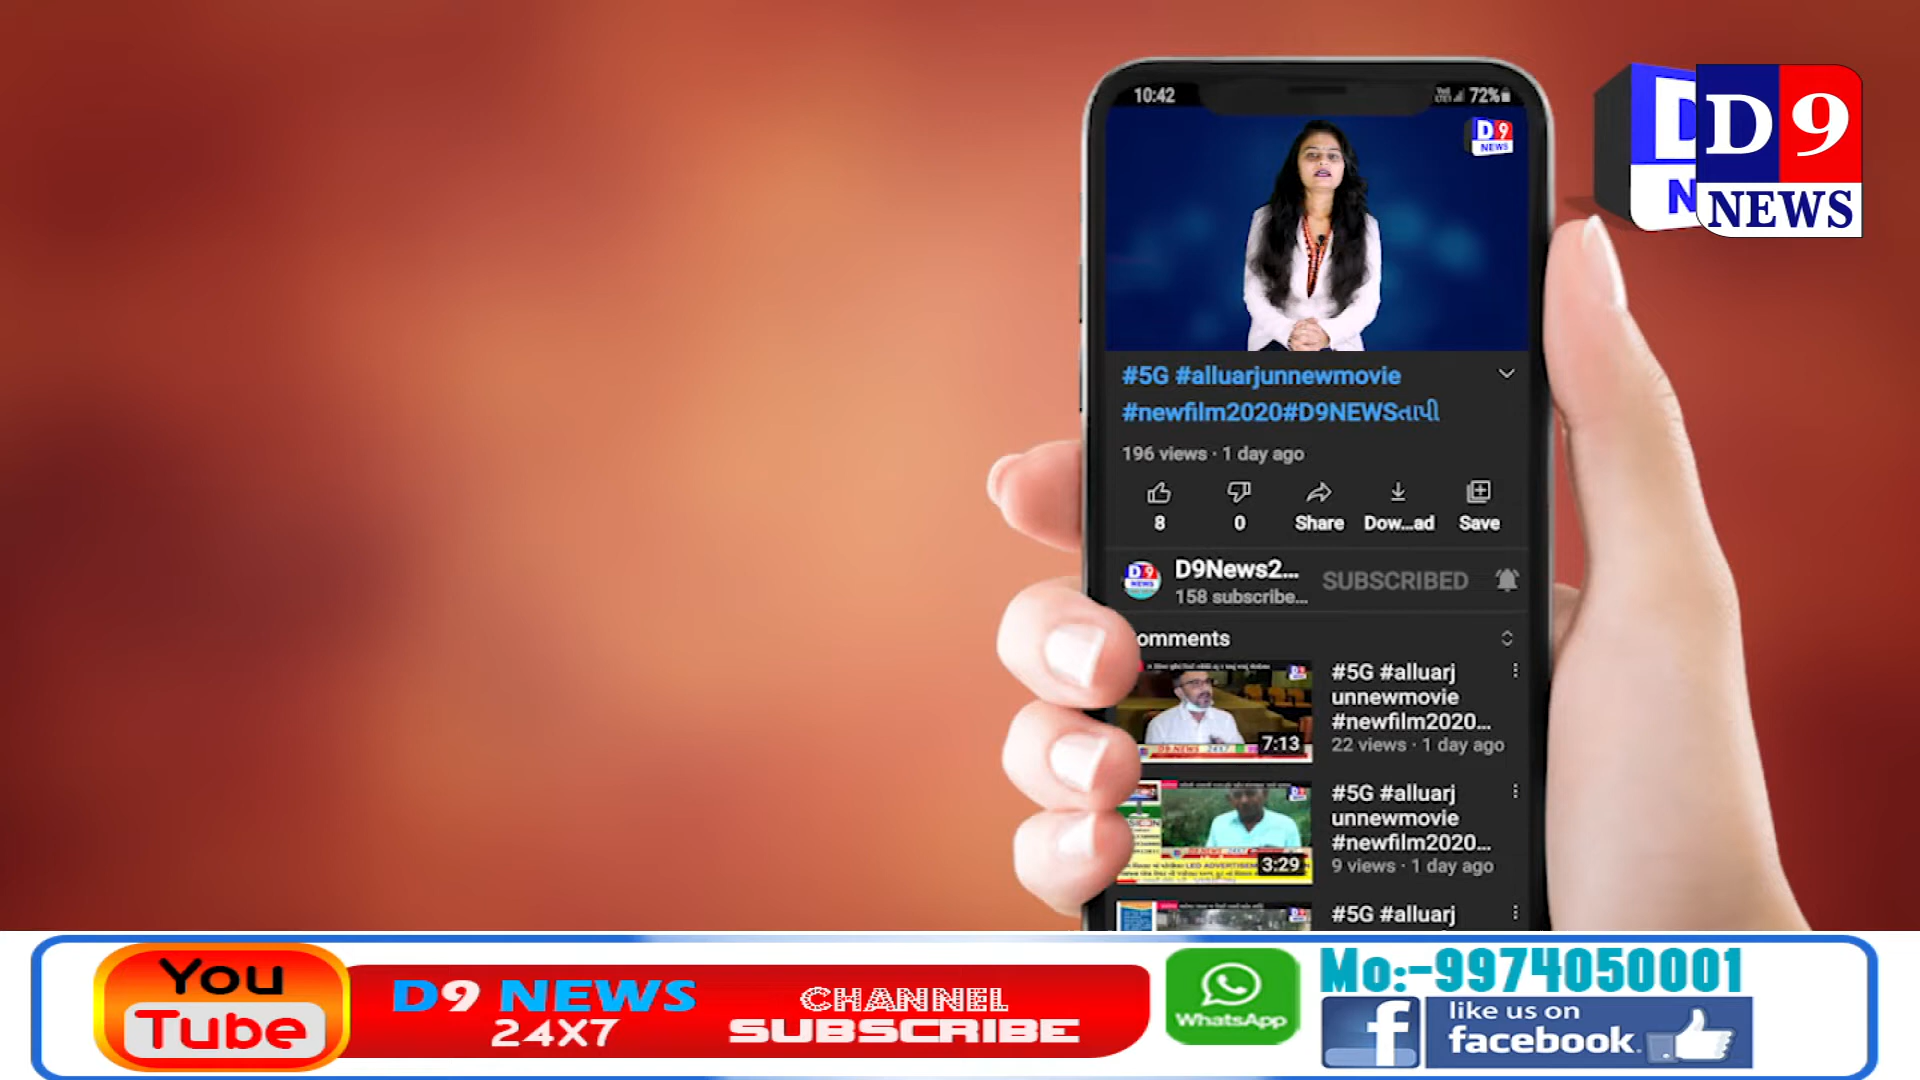 10:42
72%
D9
NEWS
D
N
D9
NEWS
#5G #alluarjunnewmovie
#newfilm2020#D9NEWSતાપી
196 views · 1 day ago
8
0
Share
Dow...ad
Save
D9News2...
SUBSCRIBED
158 subscribe...
omments
#5G #alluarj
unnewmovie
#newfilm2020...
22 views · 1 day ago
7:13
#5G #alluarj
unnewmovie
#newfilm2020...
9 views · 1 day ago
3:29
#5G #alluarj
You
Tube
D9 NEWS
24X7
CHANNEL
SUBSCRIBE
WhatsApp
Mo:-9974050001
f
like us on
facebook.